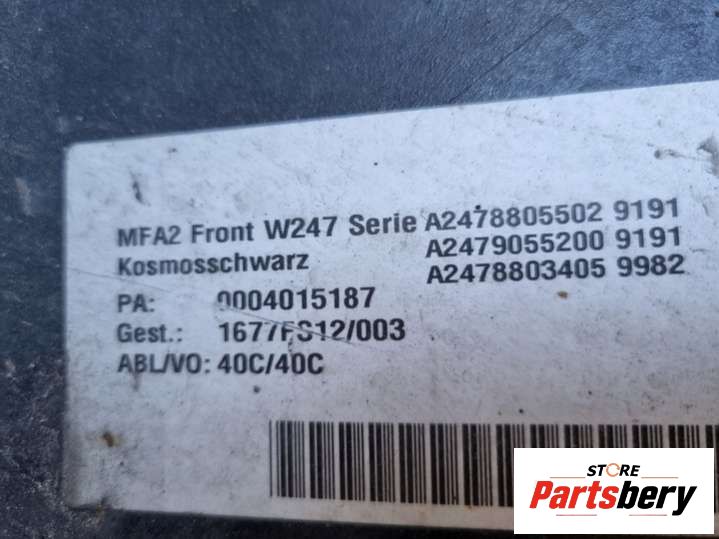 MFA2 Front W247 Serie A2478805502 9191
Kosmosschwarz A2479055200 9191
A2478803405 9982
PA: 0004015187
Gest.: 1677FS12/003
ABL/VO: 40C/40C
STORE
Partsbery